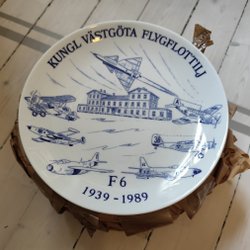 KUNGL VÄSTGÖTA FLYGFLOTTILJ
F6
1939-1989